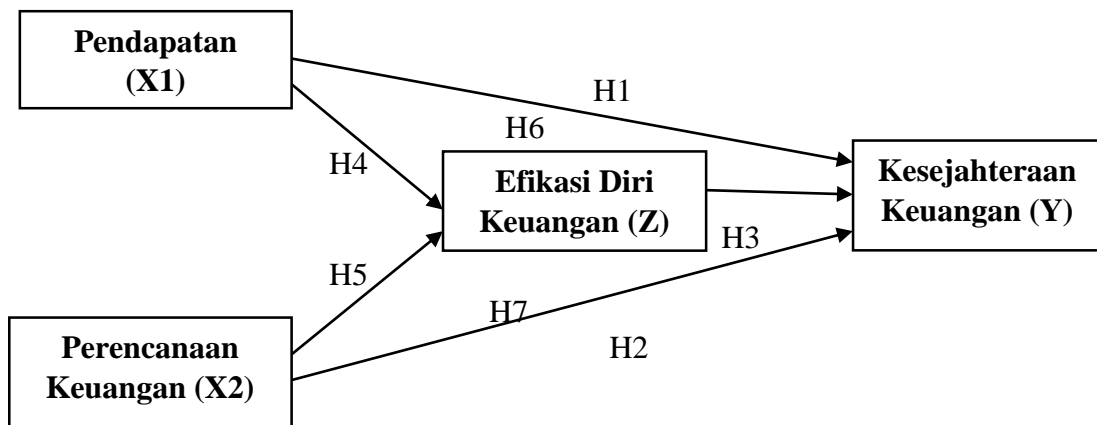 Pendapatan
(X1)
H1
H6
H4
Efikasi Diri
Keuangan (Z)
Kesejahteraan
Keuangan (Y)
H3
H5
H7
H2
Perencanaan
Keuangan (X2)